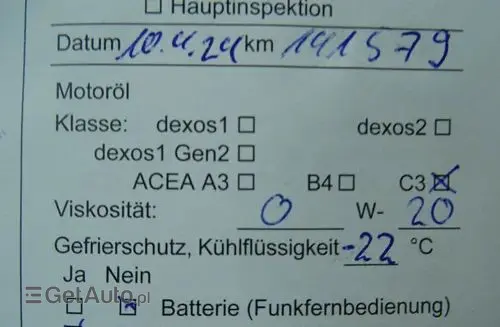 ☐ Hauptinspektion
Datum 10.4.24 km 141579
Motoröl
Klasse: dexos1 ☐ dexos2 ☐
dexos1 Gen2 ☐
ACEA A3 ☐ B4 ☐ C3 ☒
Viskosität: 0 W- 20
Gefrierschutz, Kühlflüssigkeit -22 °C
Ja Nein
☐ ☒ Batterie (Funkfernbedienung)
GetAuto.pl